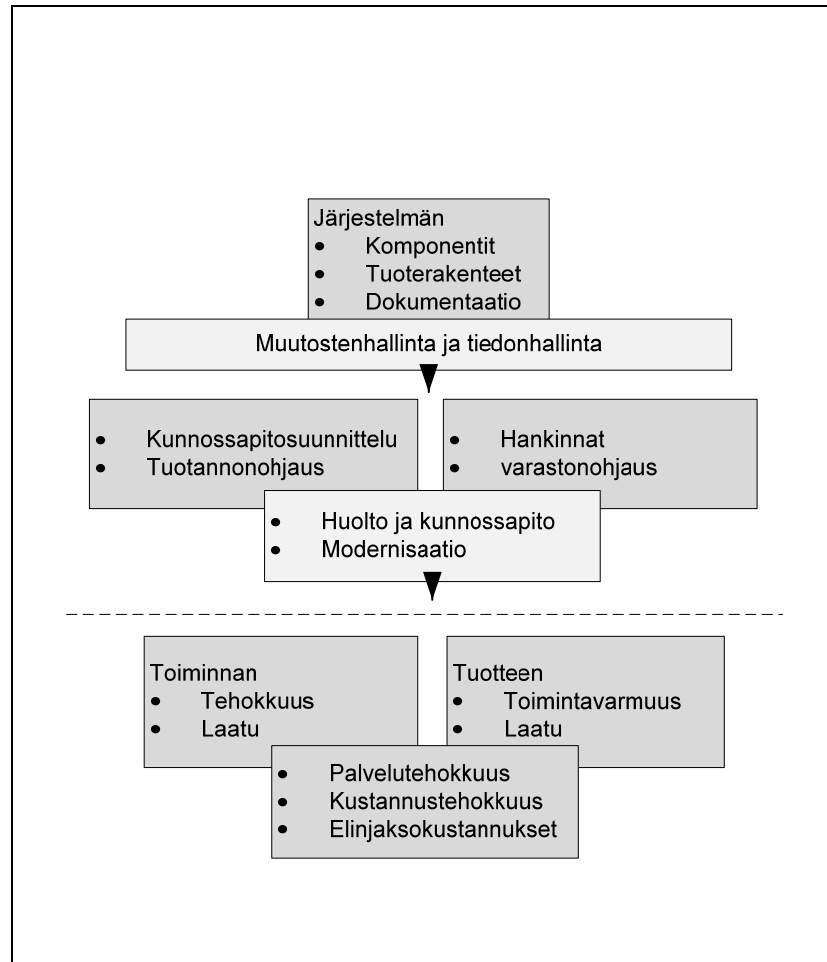 Järjestelmän
• Komponentit
• Tuoterakenteet
• Dokumentaatio
Muutostenhallinta ja tiedonhallinta
• Kunnossapitosuunnittelu
• Tuotannonohjaus
• Hankinnat
• varastonohjaus
• Huolto ja kunnossapito
• Modernisaatio
Toiminnan
• Tehokkuus
• Laatu
Tuotteen
• Toimintavarmuus
• Laatu
• Palvelutehokkuus
• Kustannustehokkuus
• Elinjaksokustannukset